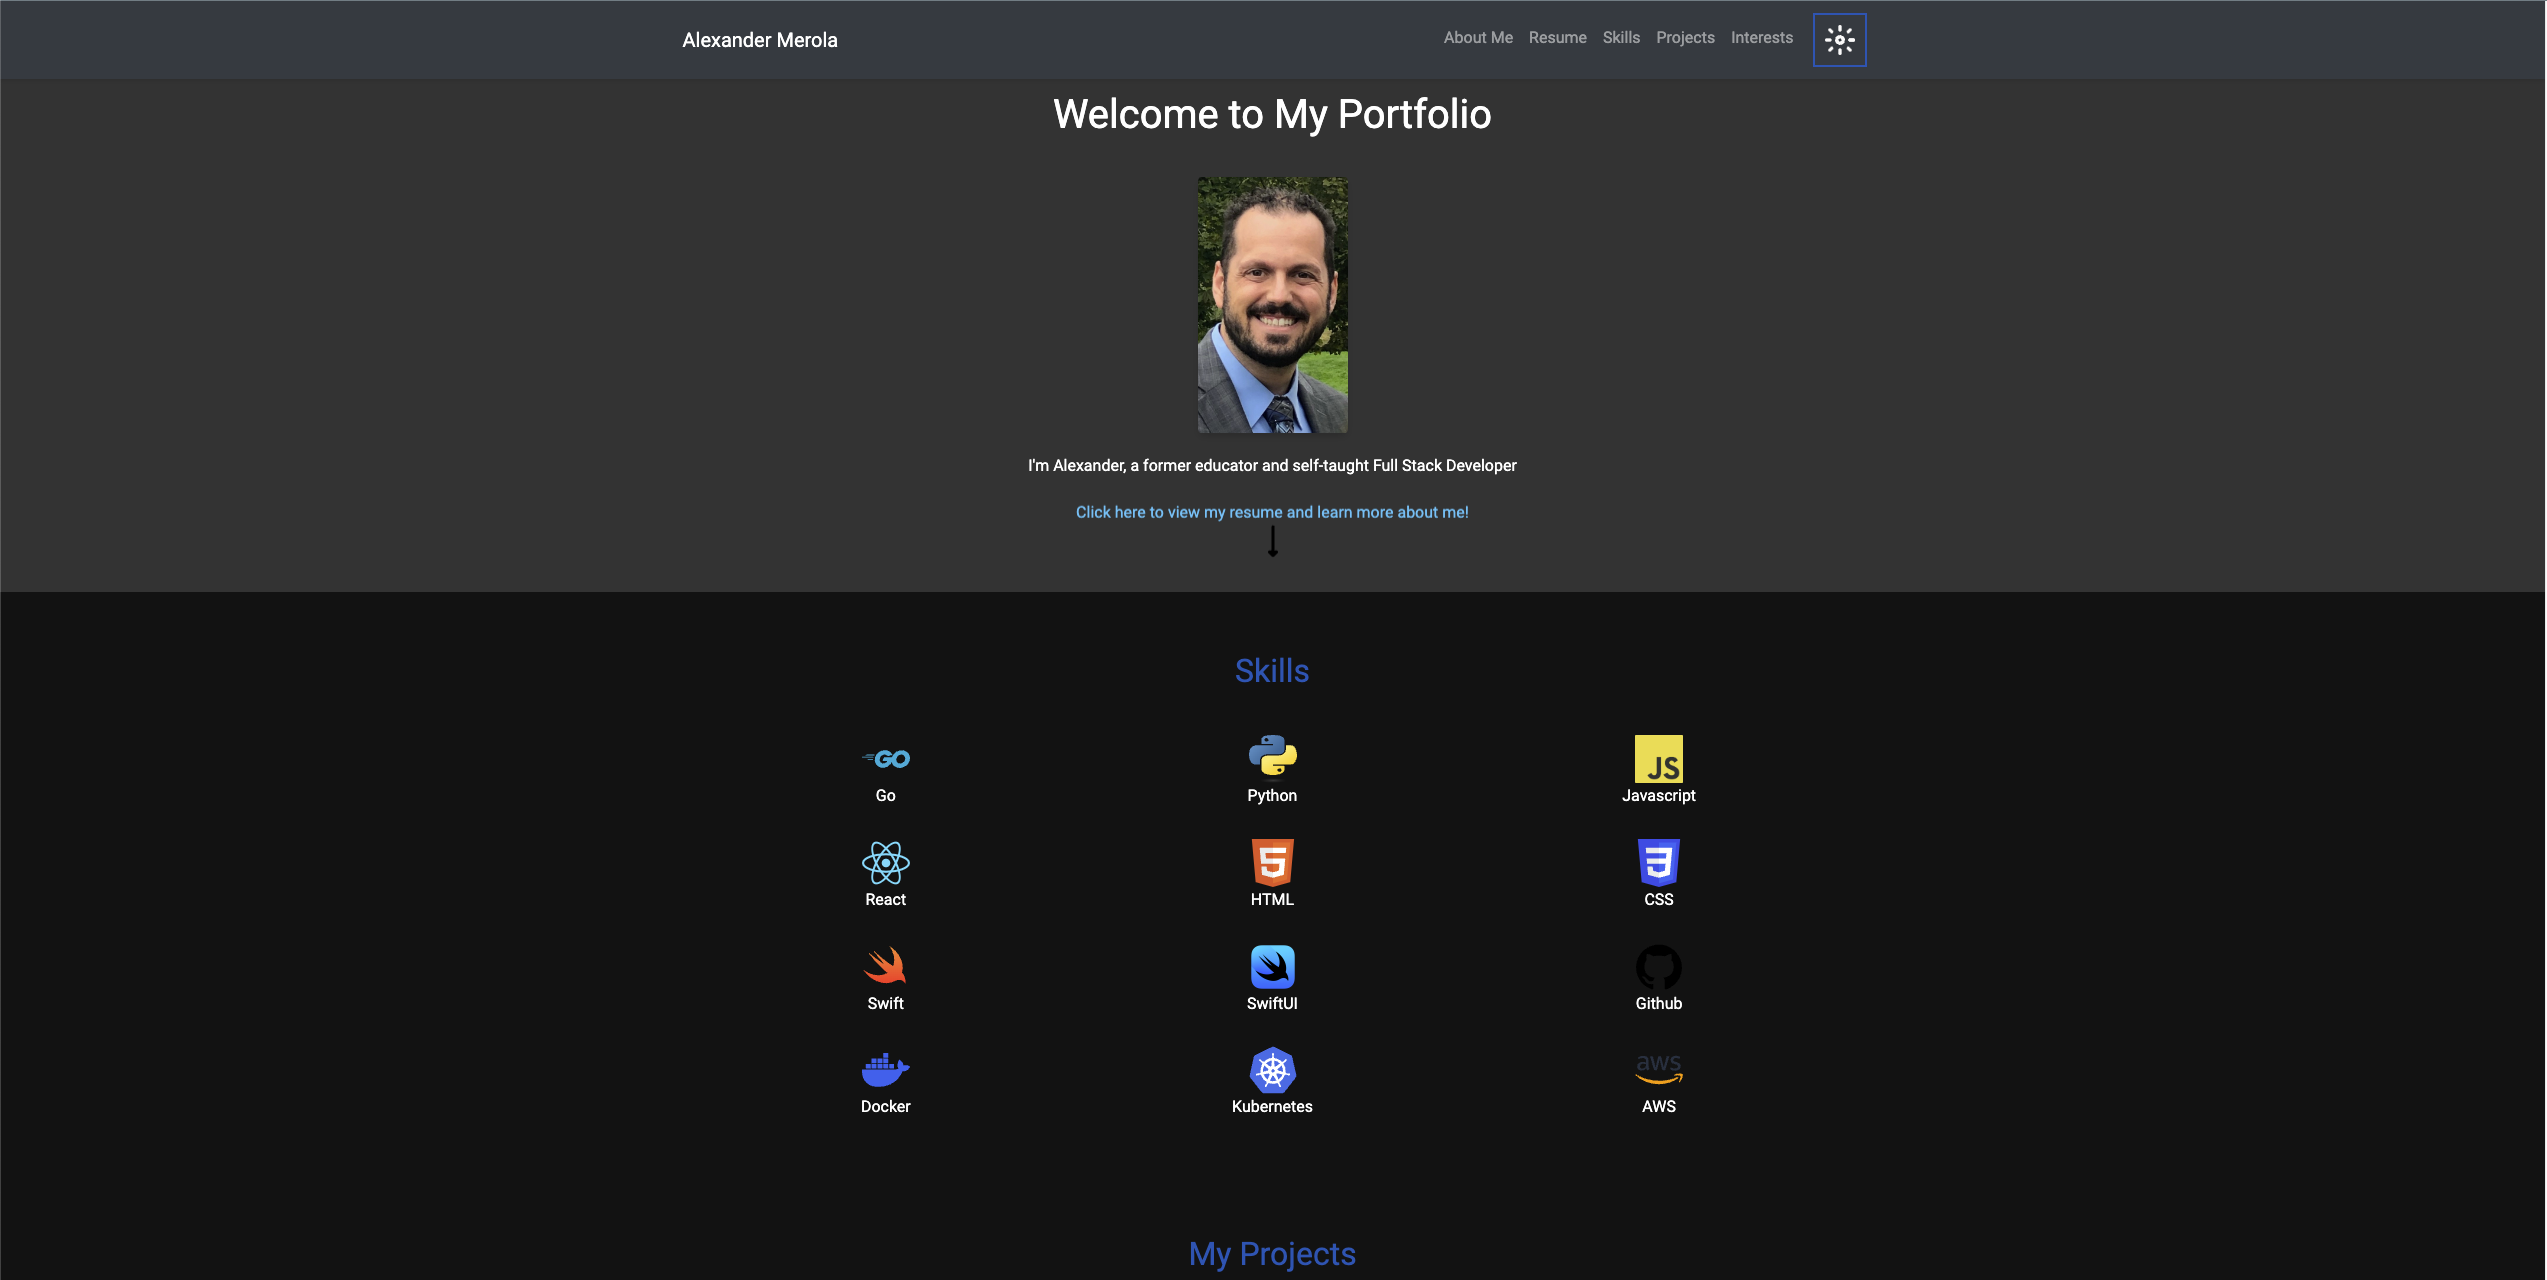 Alexander Merola
About Me Resume Skills Projects Interests
Welcome to My Portfolio
I'm Alexander, a former educator and self-taught Full Stack Developer
Click here to view my resume and learn more about me!
Skills
GO
JS
Go Python Javascript
5
3
React HTML CSS
Swift SwiftUI Github
aws
Docker Kubernetes AWS
My Projects